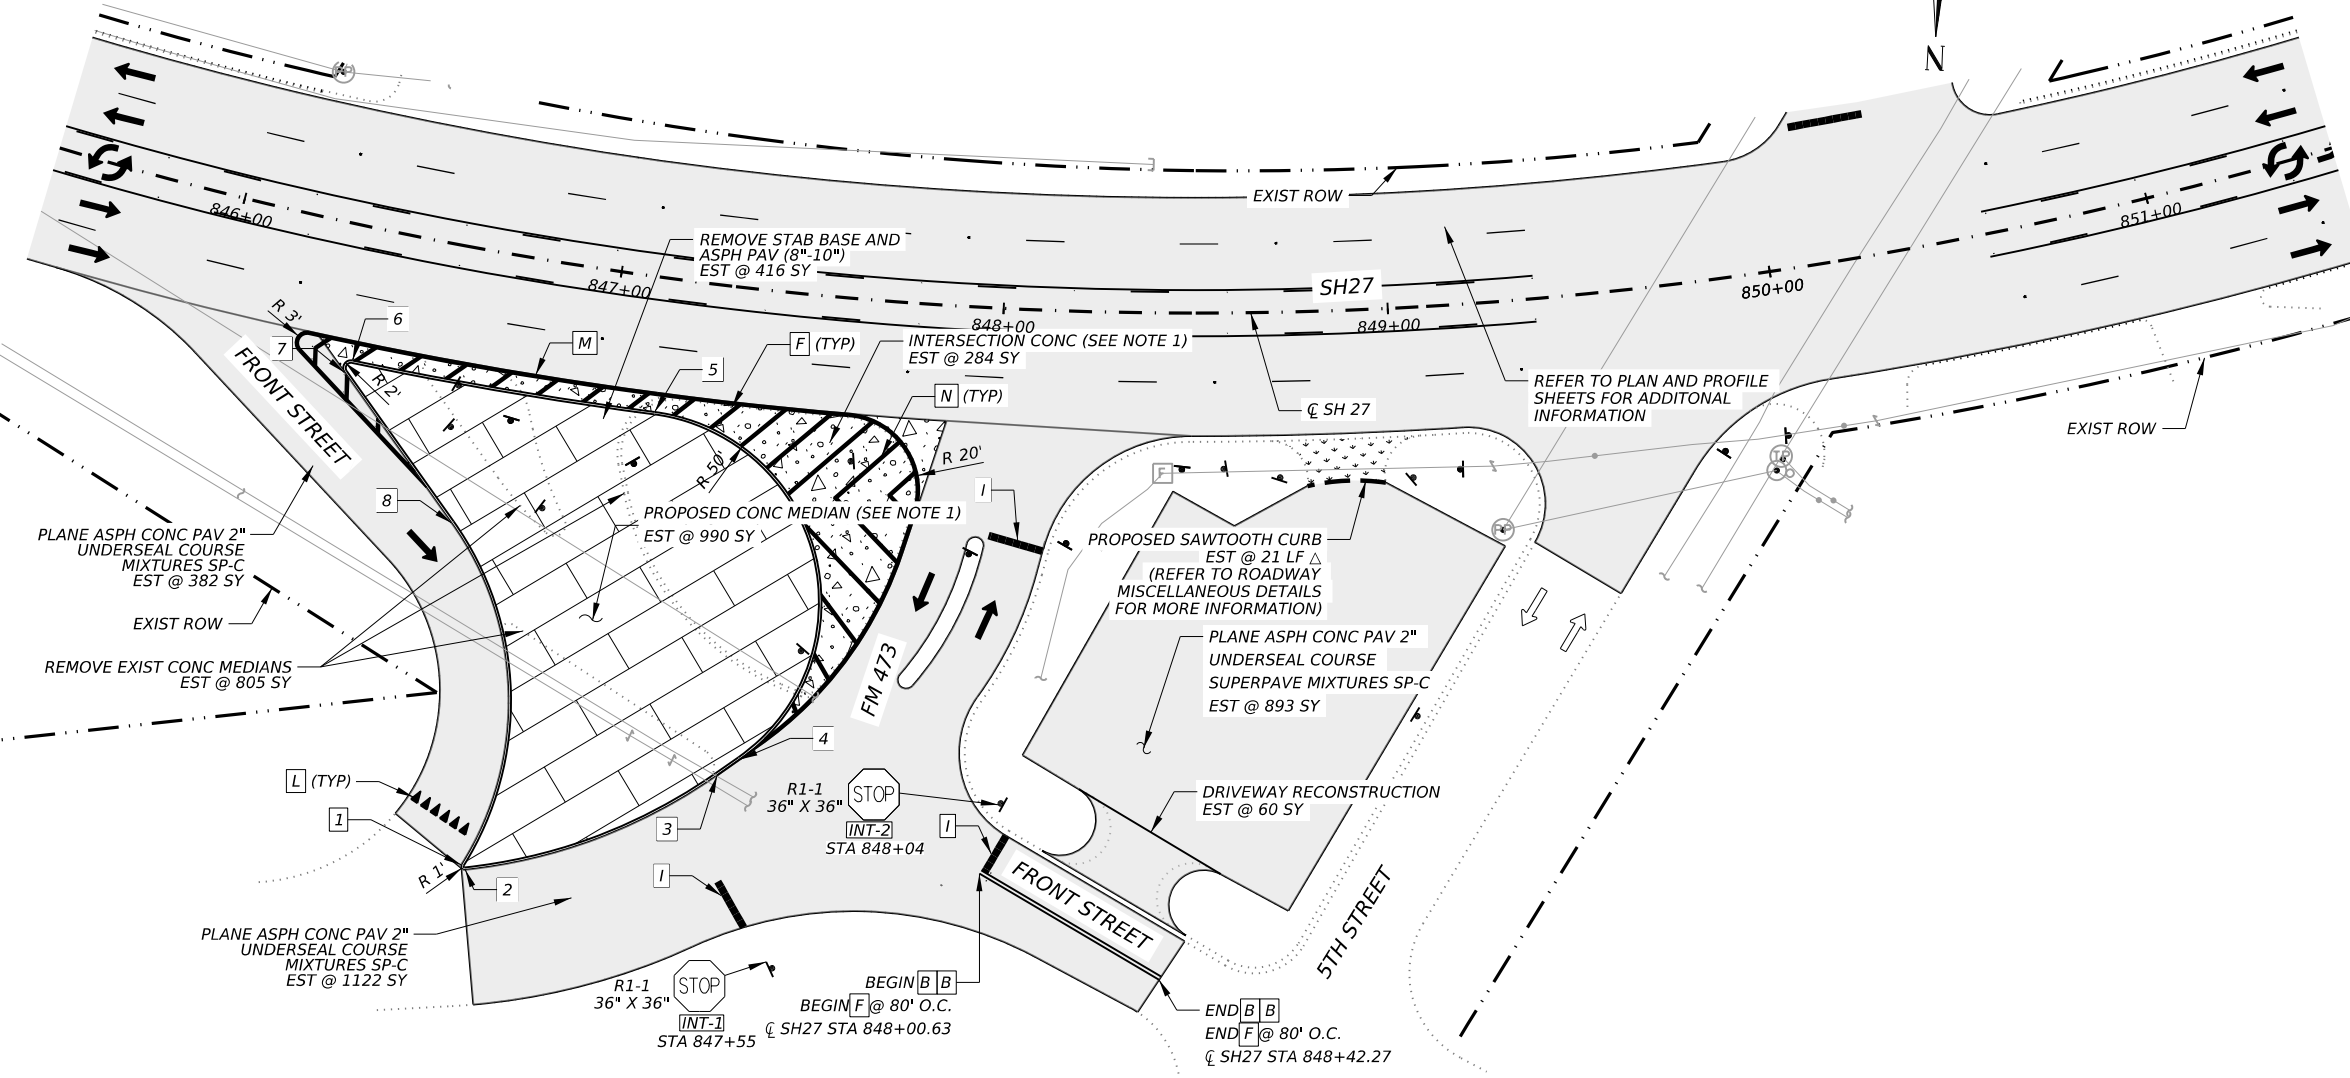 N
EXIST ROW
846+00
847+00
848+00
849+00
850+00
851+00
SH27
REMOVE STAB BASE AND
ASPH PAV (8"-10")
EST @ 416 SY
R 3'
6
7
M
F (TYP)
5
INTERSECTION CONC (SEE NOTE 1)
EST @ 284 SY
N (TYP)
R 2'
FRONT STREET
℄ SH 27
REFER TO PLAN AND PROFILE
SHEETS FOR ADDITONAL
INFORMATION
EXIST ROW
R 20'
R 50'
I
F
8
PROPOSED CONC MEDIAN (SEE NOTE 1)
EST @ 990 SY
PLANE ASPH CONC PAV 2"
UNDERSEAL COURSE
MIXTURES SP-C
EST @ 382 SY
PROPOSED SAWTOOTH CURB
EST @ 21 LF △
(REFER TO ROADWAY
MISCELLANEOUS DETAILS
FOR MORE INFORMATION)
PP
EXIST ROW
REMOVE EXIST CONC MEDIANS
EST @ 805 SY
FM 473
PLANE ASPH CONC PAV 2"
UNDERSEAL COURSE
SUPERPAVE MIXTURES SP-C
EST @ 893 SY
4
L (TYP)
1
3
R1-1
36" X 36"
STOP
INT-2
STA 848+04
I
DRIVEWAY RECONSTRUCTION
EST @ 60 SY
R 1'
2
I
FRONT STREET
5TH STREET
PLANE ASPH CONC PAV 2"
UNDERSEAL COURSE
MIXTURES SP-C
EST @ 1122 SY
R1-1
36" X 36"
STOP
INT-1
STA 847+55
BEGIN B B
BEGIN F @ 80' O.C.
℄ SH27 STA 848+00.63
END B B
END F @ 80' O.C.
℄ SH27 STA 848+42.27